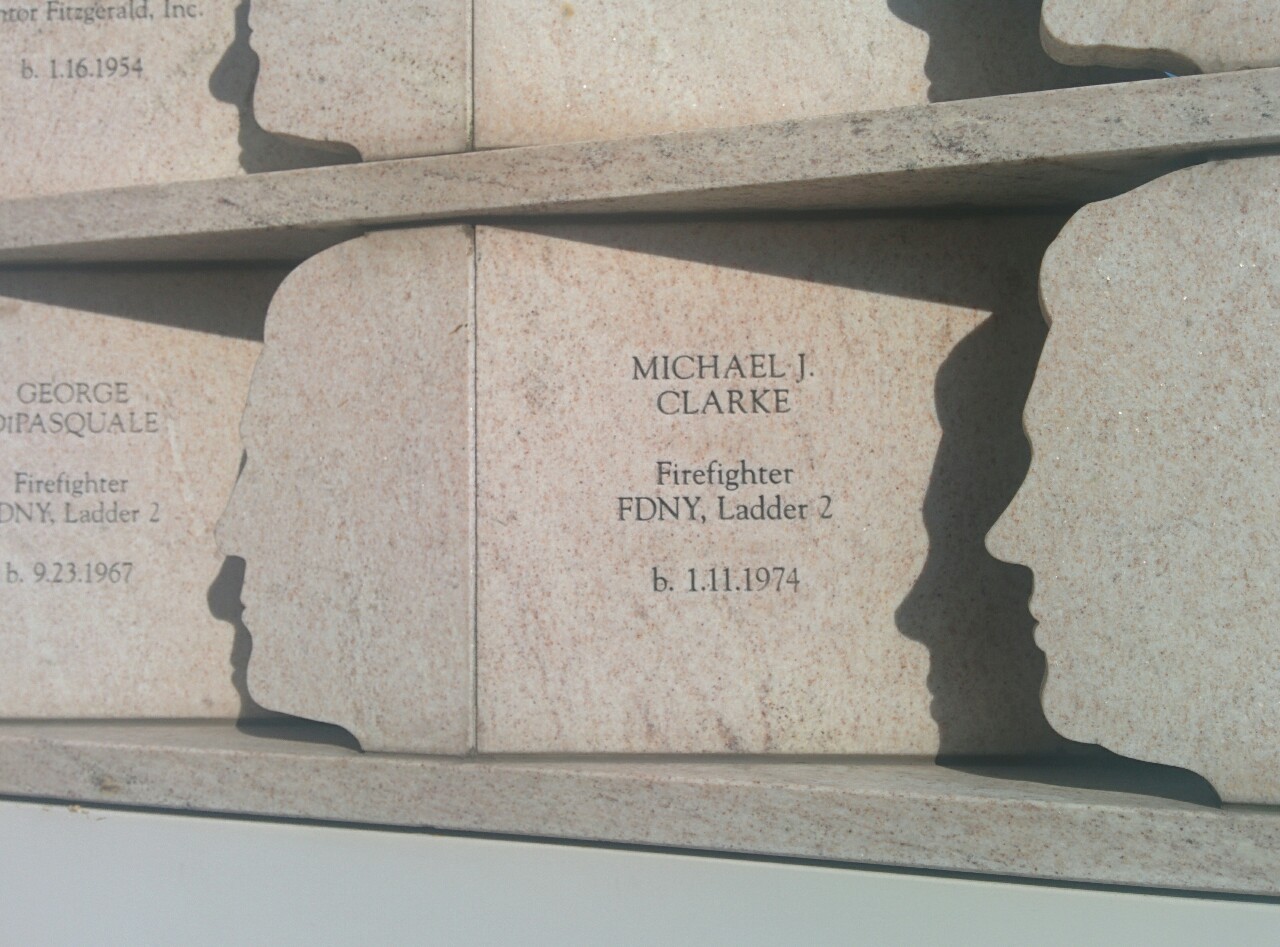 ntor Fitzgerald, Inc.
b. 1.16.1954
GEORGE
DiPASQUALE
Firefighter
DNY, Ladder 2
b. 9.23.1967
MICHAEL J.
CLARKE
Firefighter
FDNY, Ladder 2
b. 1.11.1974